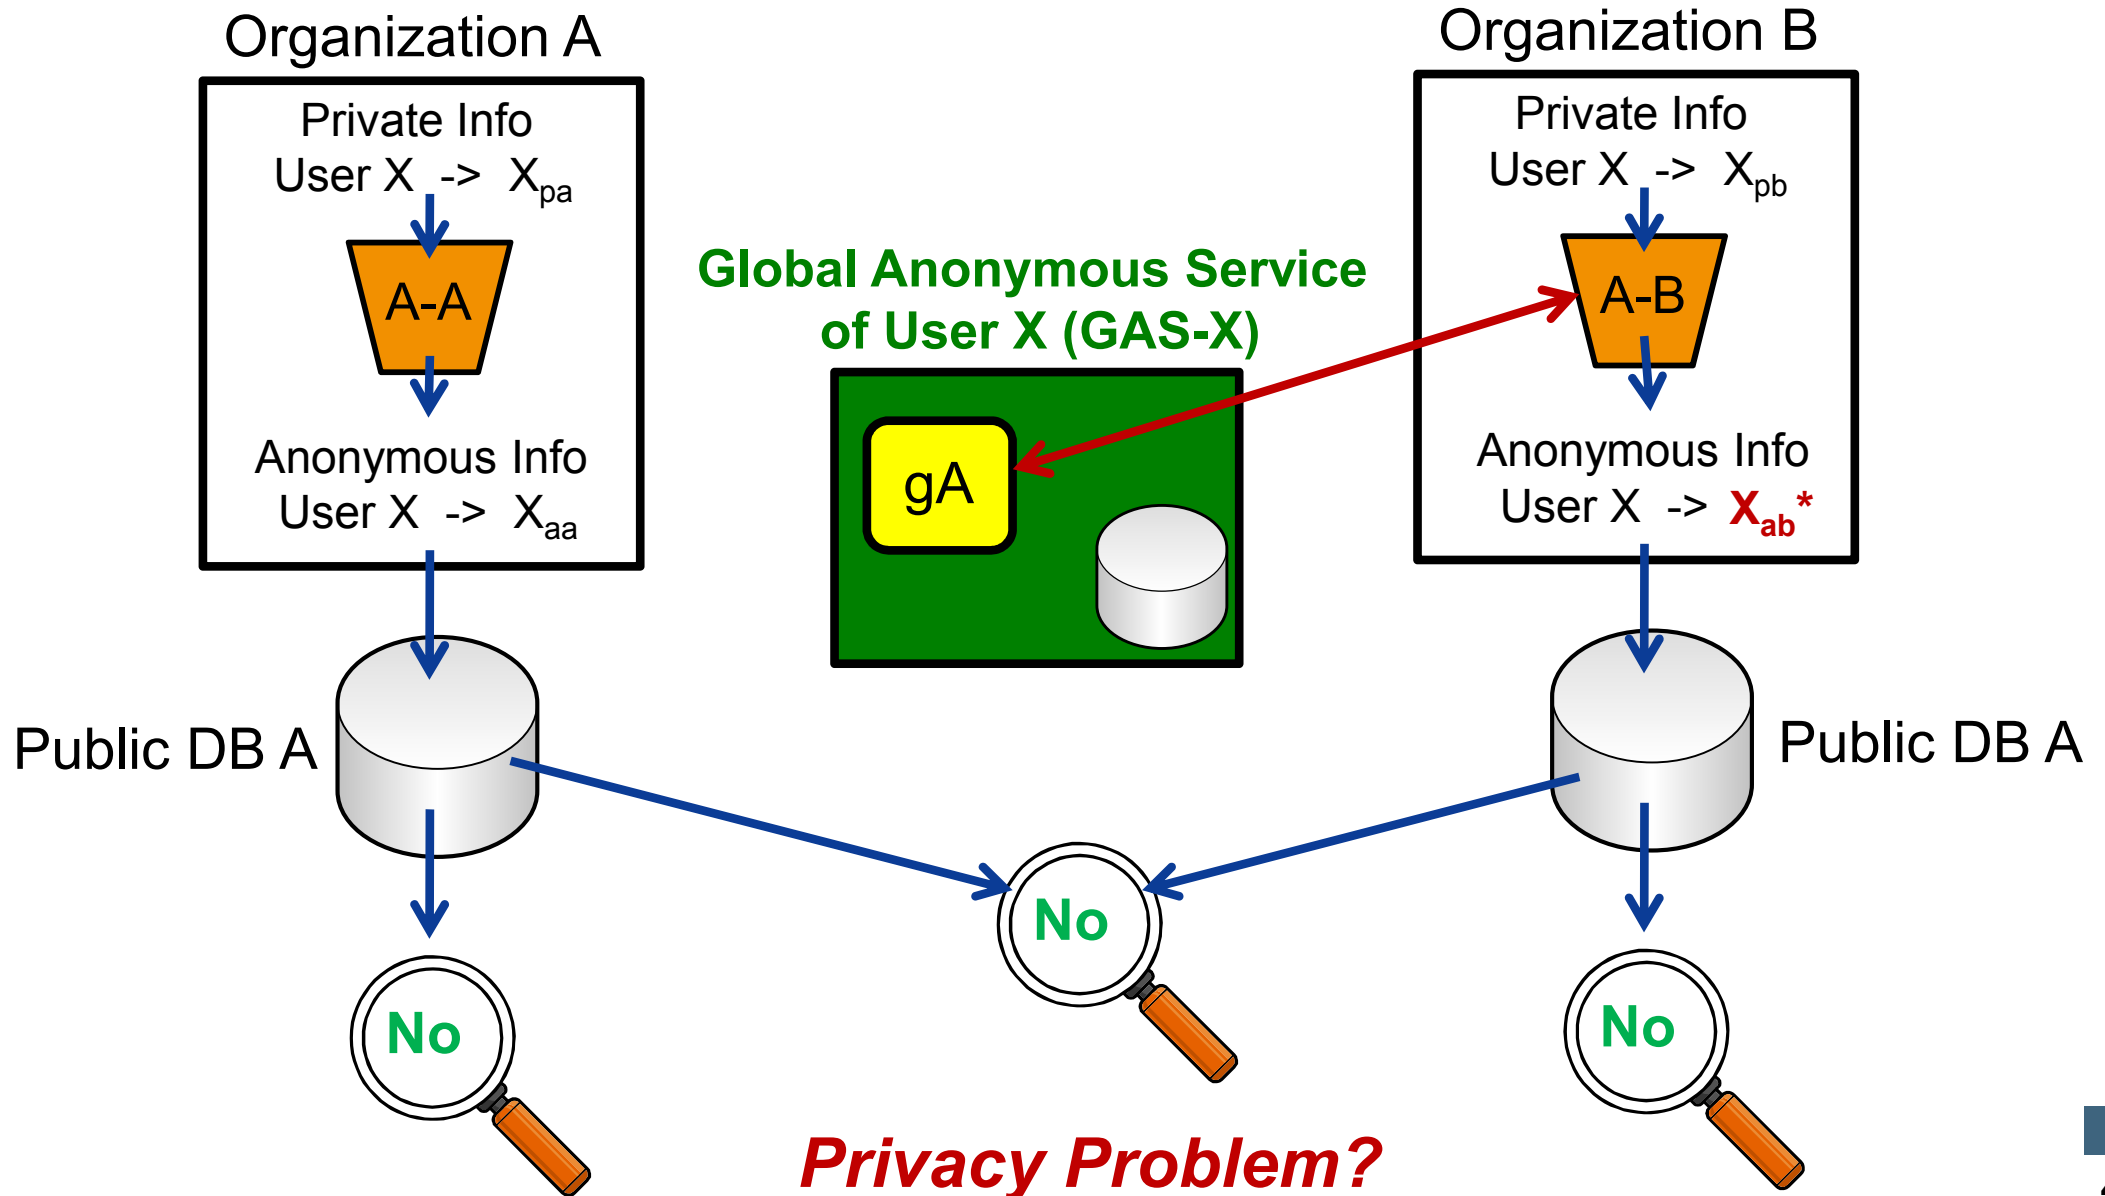 Organization A
Private Info
User X -> Xpa
A-A
Anonymous Info
User X -> Xaa
Public DB A
No
Global Anonymous Service
of User X (GAS-X)
gA
No
Privacy Problem?
Organization B
Private Info
User X -> Xpb
A-B
Anonymous Info
User X -> Xab*
Public DB A
No